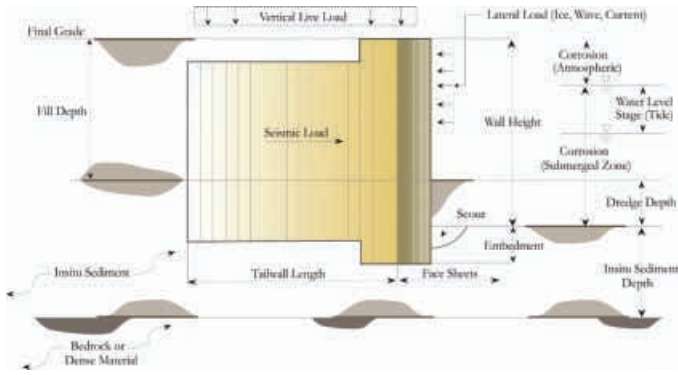 Vertical Live Load
Lateral Load (Ice, Wave, Current)
Final Grade
Corrosion
(Atmospheric)
Fill Depth
Water Level
Stage (Tide)
Wall Height
Seismic Load
Corrosion
(Submerged Zone)
Dredge Depth
Scour
Embedment
Insitu Sediment
Tailwall Length
Face Sheets
Insitu Sediment
Depth
Bedrock or
Dense Material